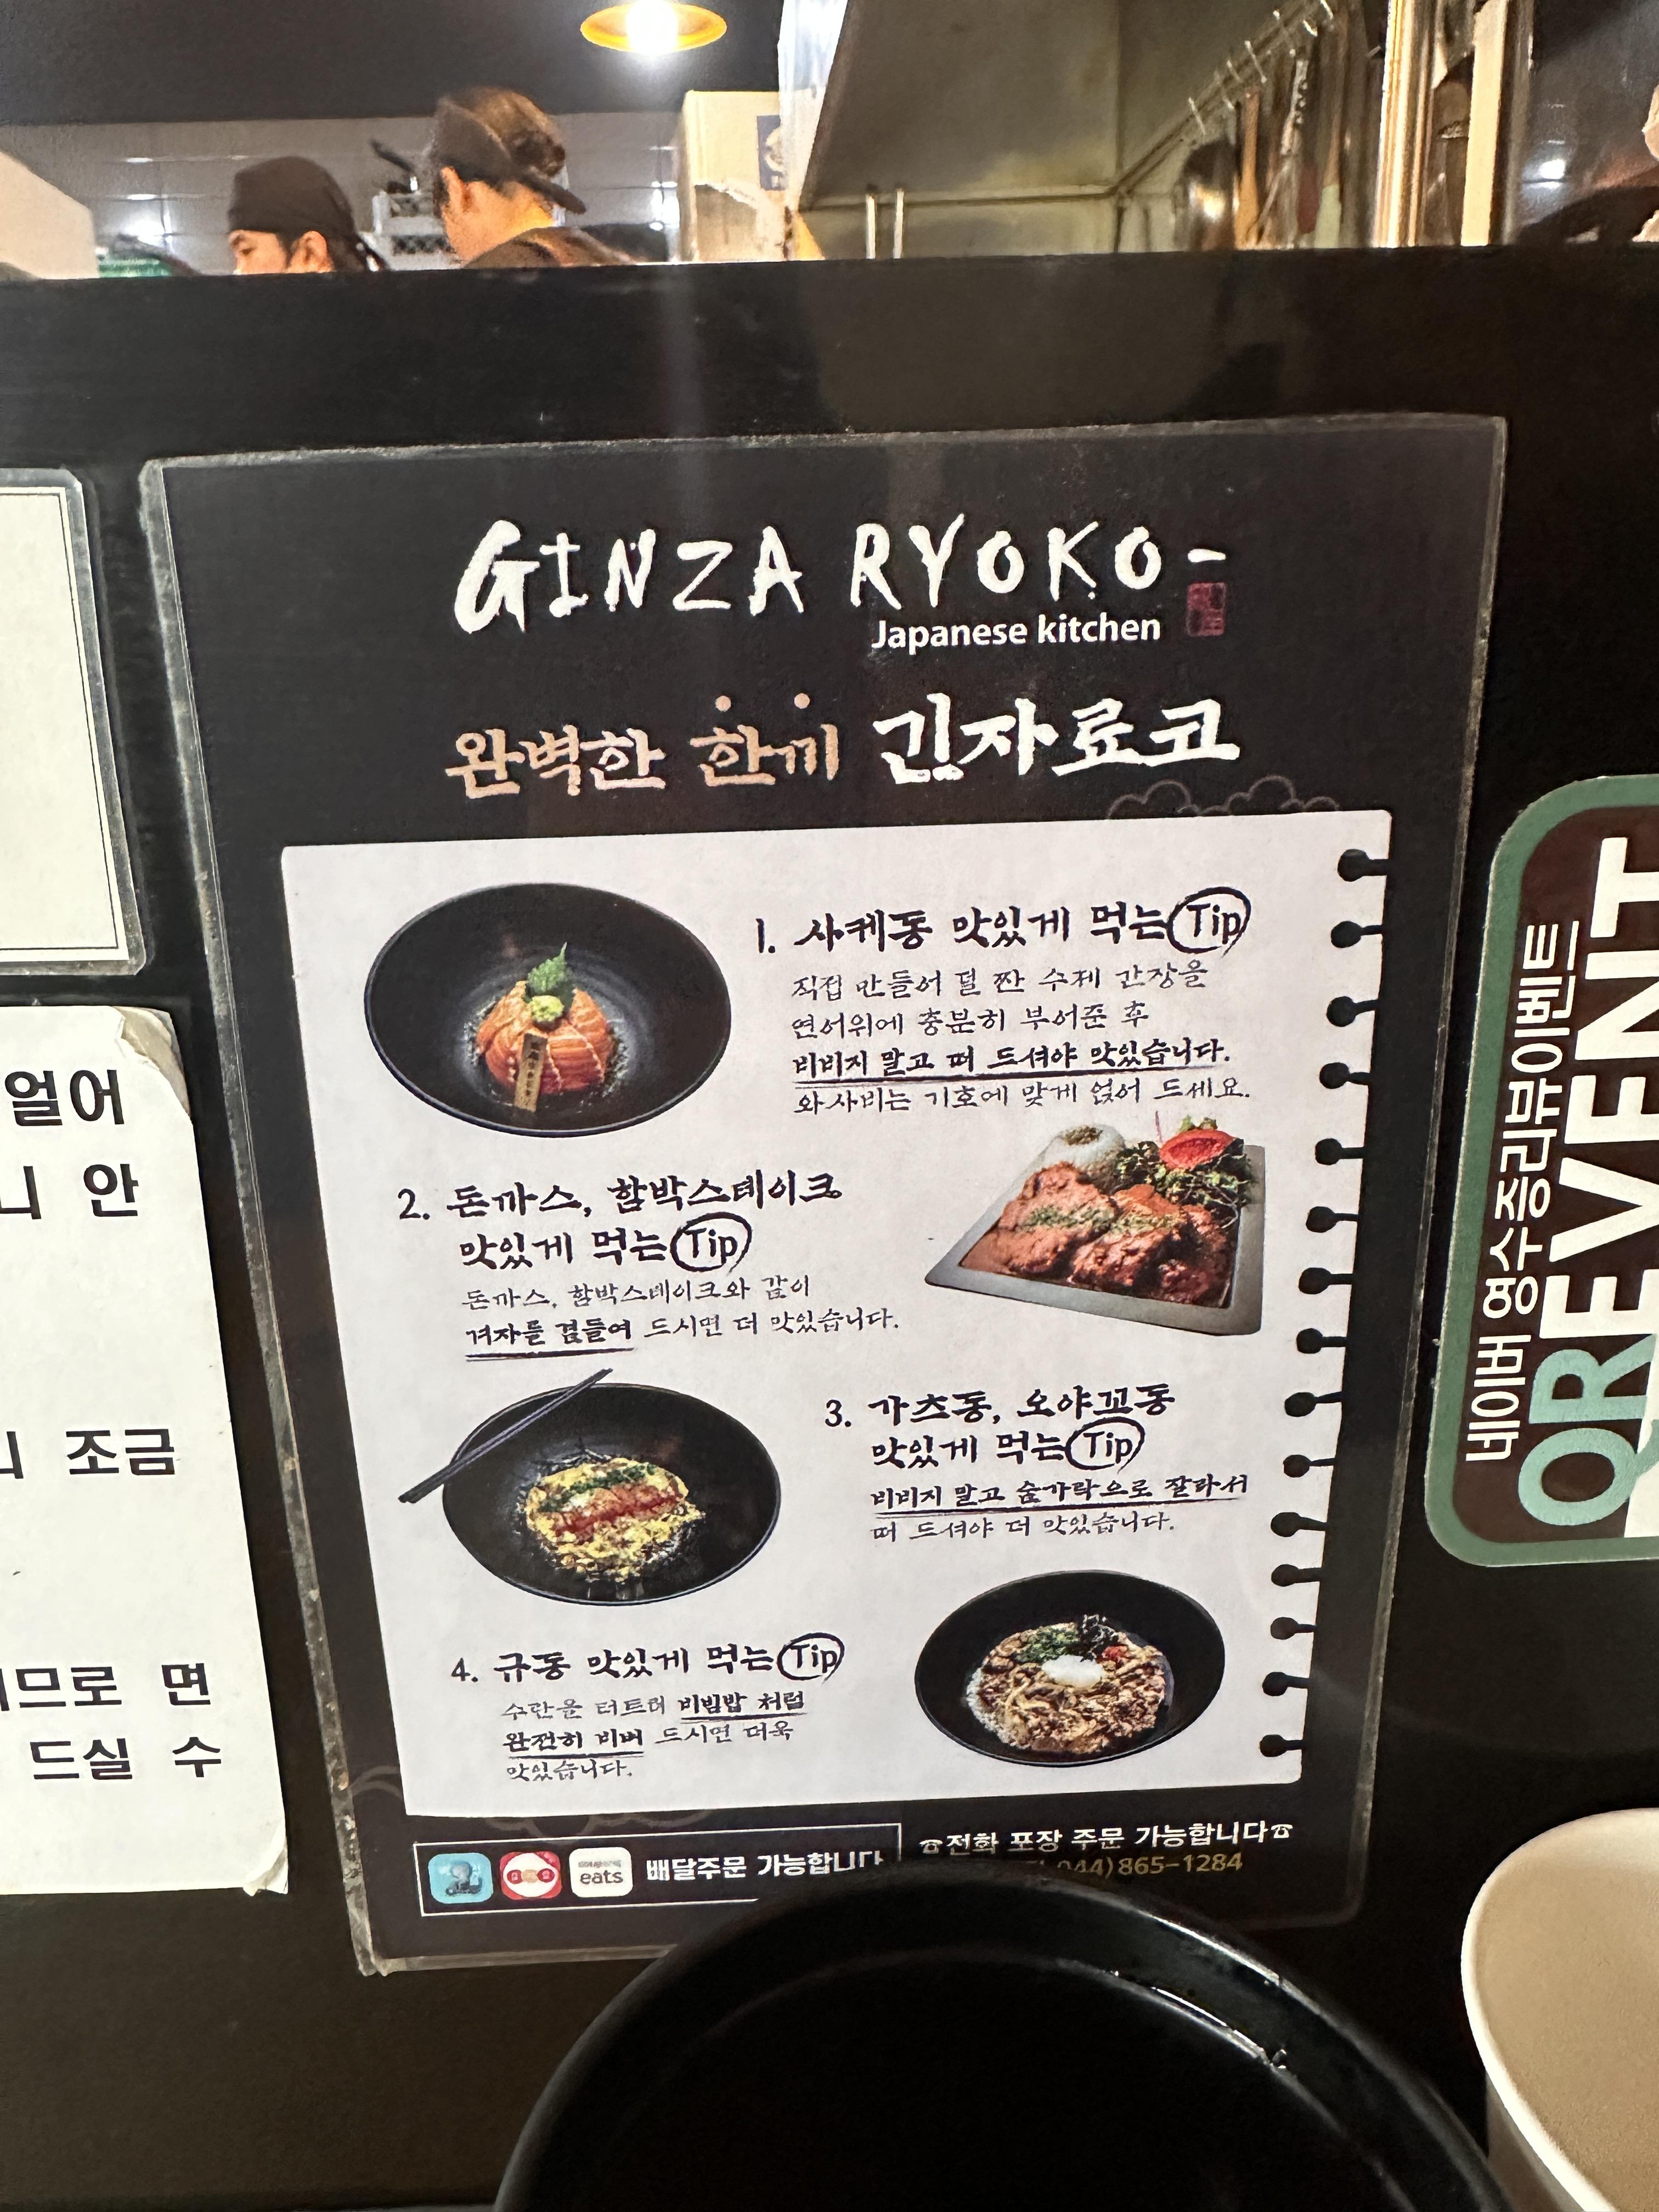 GINZA RYOKO
Japanese kitchen
완벽한 한끼 긴자료코
1. 사케동 맛있게 먹는 Tip
직접 만들어 덜 짠 수제 간장을
연어위에 충분히 부어준 후
비비지 말고 떠 드셔야 맛있습니다.
와사비는 기호에 맞게 얹어 드세요.
2. 돈까스, 함박스테이크
맛있게 먹는 Tip
돈까스, 함박스테이크와 같이
겨자를 곁들여 드시면 더 맛있습니다.
3. 가츠동, 오야꼬동
맛있게 먹는 Tip
비비지 말고 숟가락으로 잘라서
떠 드셔야 더 맛있습니다.
4. 규동 맛있게 먹는 Tip
수란을 터트려 비빔밥 처럼
완전히 비벼 드시면 더욱
맛있습니다.
eats
배달주문 가능합니다
☎전화 포장 주문 가능합니다☎
044)865-1284
얼어
니 안
조금
므로 면
드실 수
네이버 영수증리뷰이벤트
QREVENT